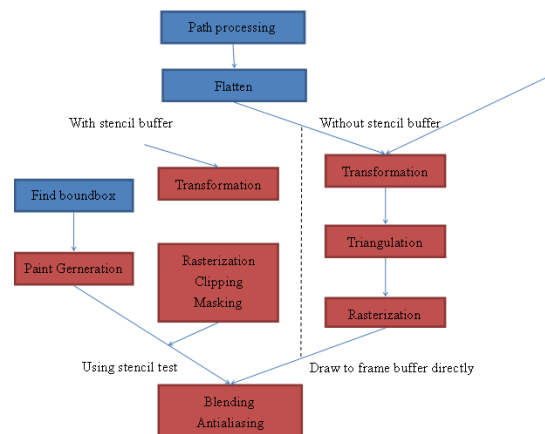 Path processing
Flatten
With stencil buffer
Without stencil buffer
Transformation
Transformation
Find boundbox
Triangulation
Paint Gerneration
Rasterization
Clipping
Masking
Rasterization
Using stencil test
Draw to frame buffer directly
Blending
Antialiasing